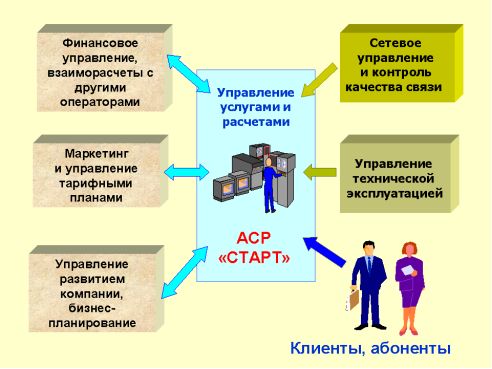 Финансовое
управление,
взаиморасчеты с
другими
операторами
Маркетинг
и управление
тарифными
планами
Управление
развитием
компании,
бизнес-
планирование
Управление
услугами и
расчетами
АСР
«СТАРТ»
Сетевое
управление
и контроль
качества связи
Управление
технической
эксплуатацией
Клиенты, абоненты